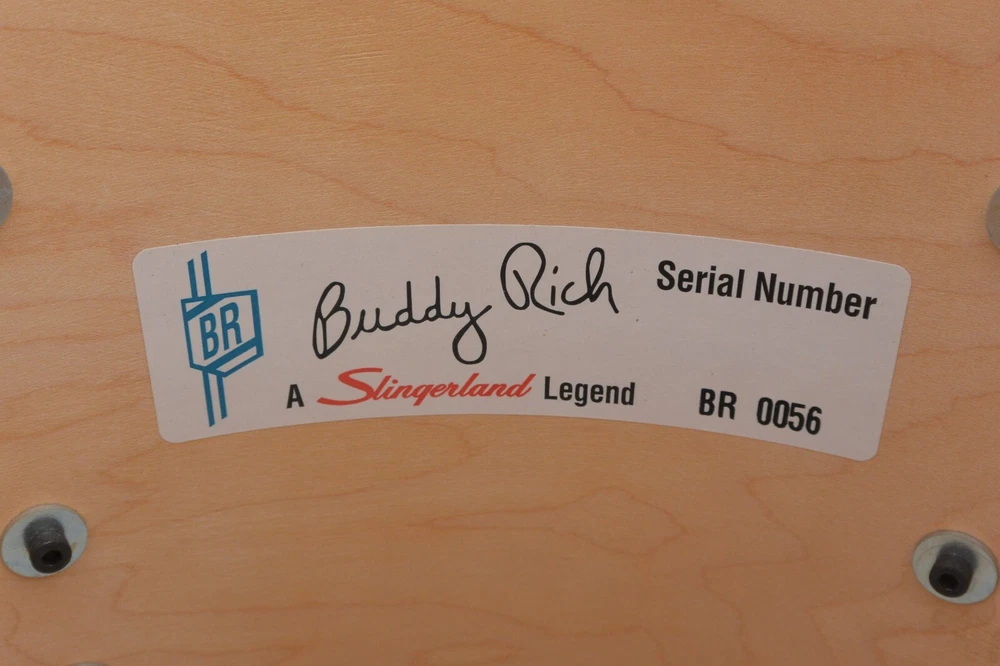 BR
Buddy Rich
A Slingerland Legend
Serial Number
BR 0056